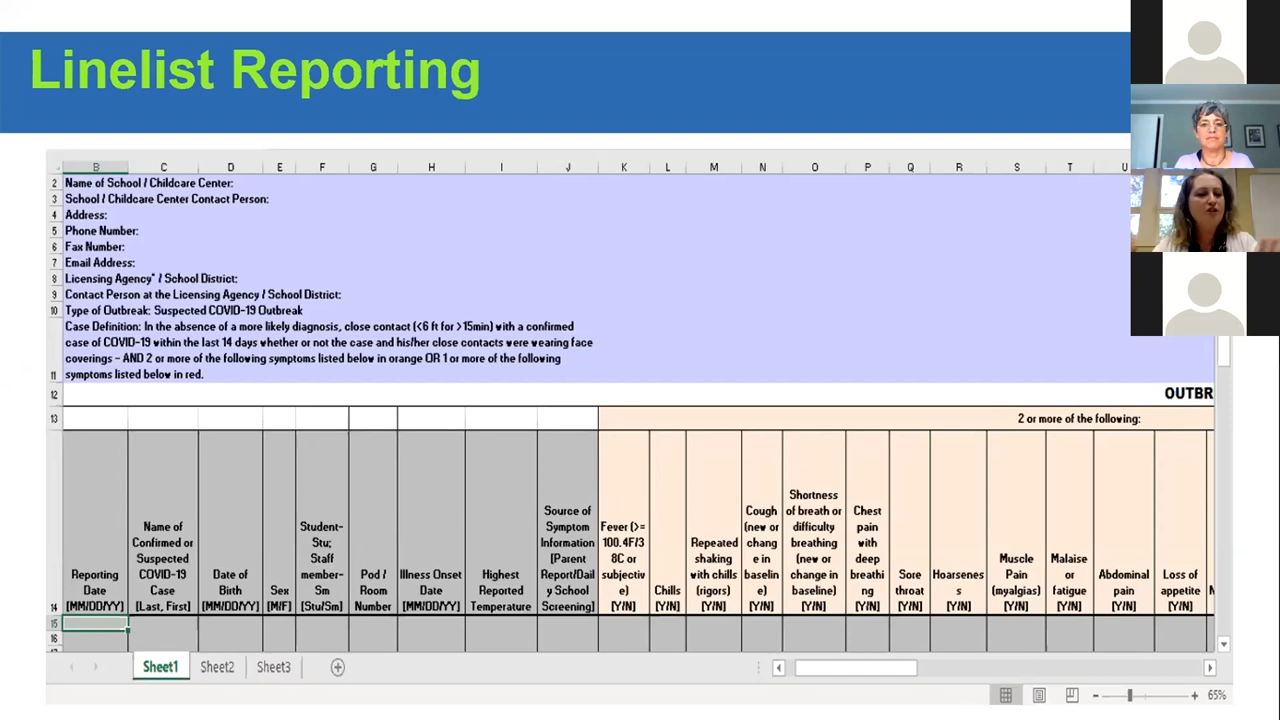 Linelist Reporting
B C D E F G H I J K L M N O P Q R S T U
2 Name of School / Childcare Center:
3 School / Childcare Center Contact Person:
4 Address:
5 Phone Number:
6 Fax Number:
7 Email Address:
8 Licensing Agency* / School District:
9 Contact Person at the Licensing Agency / School District:
10 Type of Outbreak: Suspected COVID-19 Outbreak
Case Definition: In the absence of a more likely diagnosis, close contact (<6 ft for >15min) with a confirmed
case of COVID-19 within the last 14 days whether or not the case and his/her close contacts were wearing face
coverings - AND 2 or more of the following symptoms listed below in orange OR 1 or more of the following
11 symptoms listed below in red.
12 OUTBR
13 2 or more of the following:
14
Reporting
Date
[MM/DD/YY]
Name of
Confirmed or
Suspected
COVID-19
Case
[Last, First]
Date of
Birth
[MM/DD/YY]
Sex
[M/F]
Student-
Stu;
Staff
member-
Sm
[Stu/Sm]
Pod /
Room
Number
Illness Onset
Date
[MM/DD/YY]
Highest
Reported
Temperature
Source of
Symptom
Information
[Parent
Report/Dail
y School
Screening]
Fever (>=
100.4F/3
8C or
subjectiv
e)
[Y/N]
Chills
[Y/N]
Repeated
shaking
with chills
(rigors)
[Y/N]
Cough
(new or
chang
e in
baselin
e)
[Y/N]
Shortness
of breath or
difficulty
breathing
(new or
change in
baseline)
[Y/N]
Chest
pain
with
deep
breathi
ng
[Y/N]
Sore
throat
[Y/N]
Hoarsenes
s
[Y/N]
Muscle
Pain
(myalgias)
[Y/N]
Malaise
or
fatigue
[Y/N]
Abdominal
pain
[Y/N]
Loss of
appetite
[Y/N]
15
16
Sheet1 Sheet2 Sheet3
65%